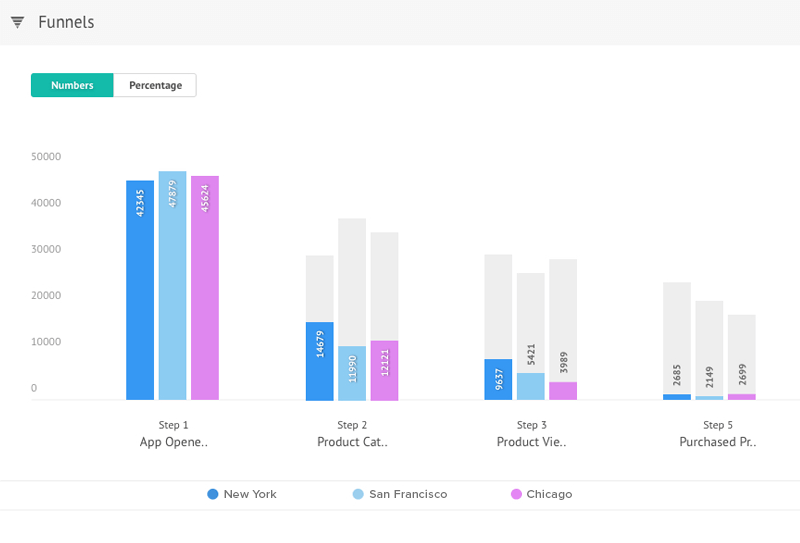 Funnels
Numbers Percentage
50000
40000
30000
20000
10000
0
42345 47879 45624
14679 11990 12121
9637 5421 3989
2685 2149 2699
Step 1 Step 2 Step 3 Step 5
App Opene.. Product Cat.. Product Vie.. Purchased Pr..
New York San Francisco Chicago